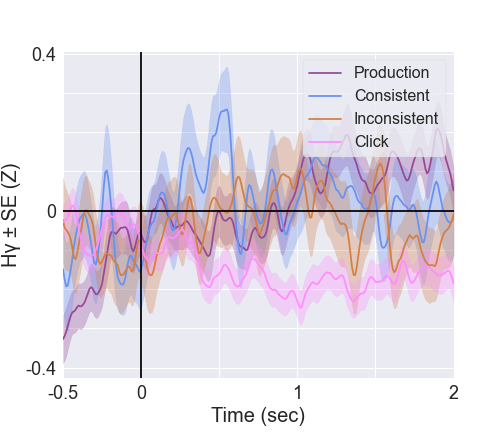 0.4
Production
Consistent
Inconsistent
Click
Hγ ± SE (Z)
0
-0.4
-0.5
0
1
2
Time (sec)